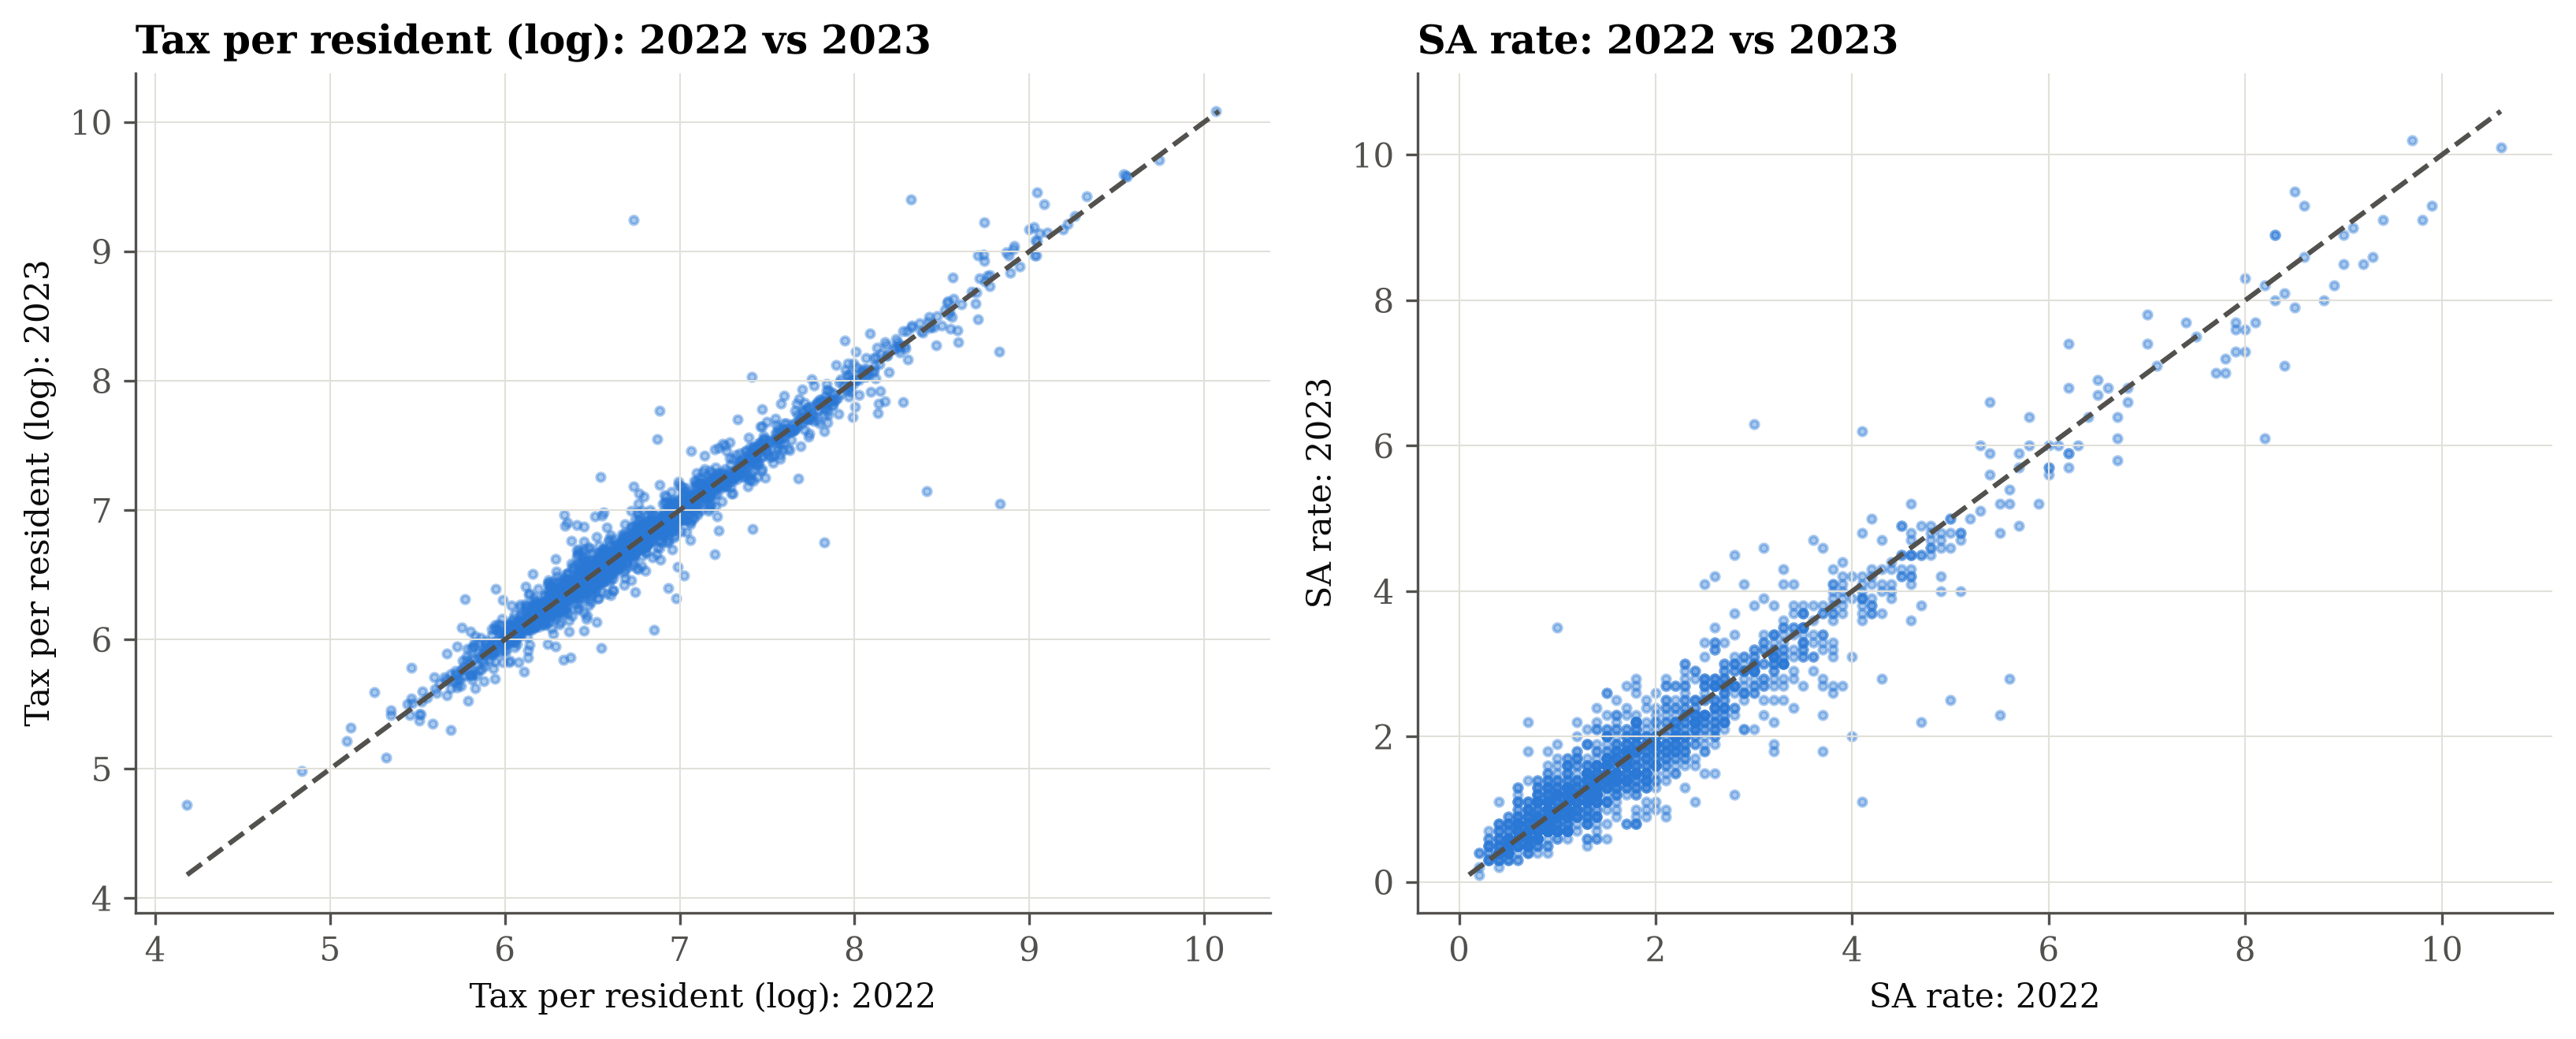 Tax per resident (log): 2022 vs 2023
Tax per resident (log): 2023
10
9
8
7
6
5
4
4 5 6 7 8 9 10
Tax per resident (log): 2022
SA rate: 2022 vs 2023
SA rate: 2023
10
8
6
4
2
0
0 2 4 6 8 10
SA rate: 2022